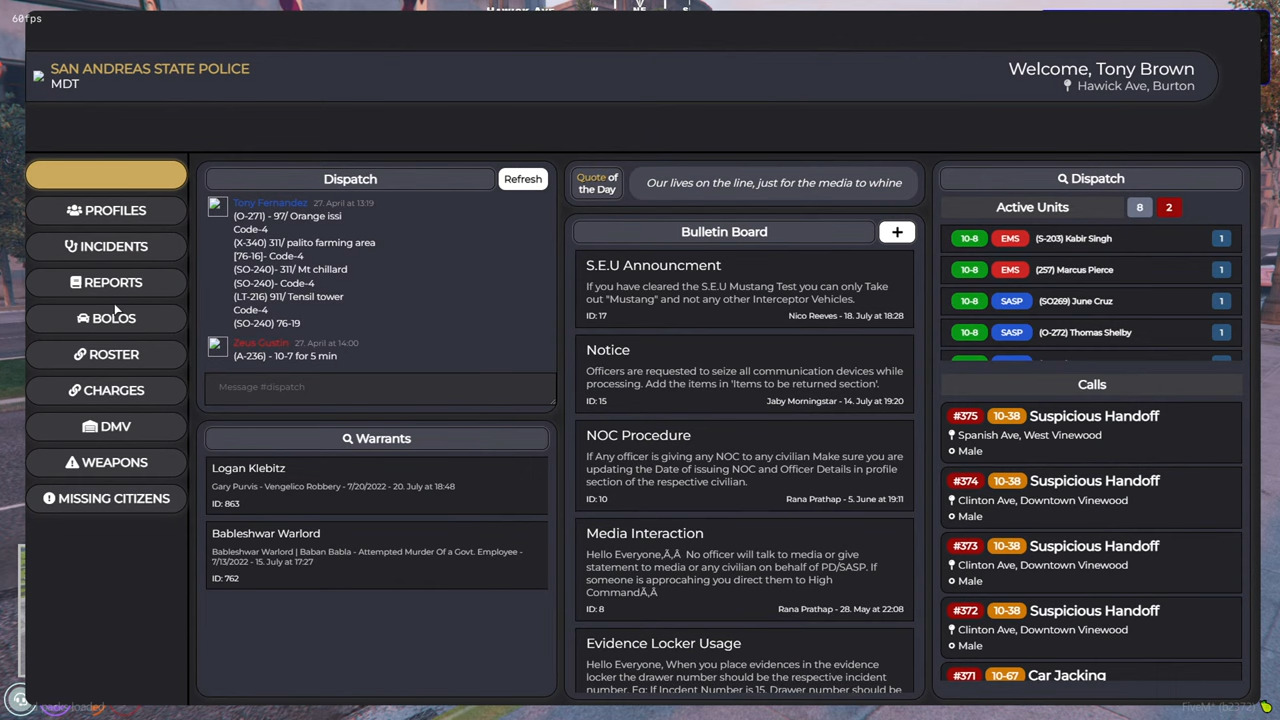 60fps
SAN ANDREAS STATE POLICE
MDT
Welcome, Tony Brown
Hawick Ave, Burton
PROFILES
INCIDENTS
REPORTS
BOLOS
ROSTER
CHARGES
DMV
WEAPONS
MISSING CITIZENS
Dispatch
Refresh
Tony Fernandez 27. April at 13:19
(O-271) - 97/ Orange issi
Code-4
(X-340) 311/ palito farming area
[76-16]- Code-4
(SO-240)- 311/ Mt chillard
(SO-240)- Code-4
(LT-216) 911/ Tensil tower
Code-4
(SO-240) 76-19
Zeus Gustin 27. April at 14:00
(A-236) - 10-7 for 5 min
Message #dispatch
Warrants
Logan Klebitz
Gary Purvis - Vengelico Robbery - 7/20/2022 - 20. July at 18:48
ID: 863
Bableshwar Warlord
Bableshwar Warlord | Baban Babla - Attempted Murder Of a Govt. Employee -
7/13/2022 - 15. July at 17:27
ID: 762
Quote of
the Day
Our lives on the line, just for the media to whine
Bulletin Board
+
S.E.U Announcment
If you have cleared the S.E.U Mustang Test you can only Take
out "Mustang" and not any other Interceptor Vehicles.
ID: 17 Nico Reeves - 18. July at 18:28
Notice
Officers are requested to seize all communication devices while
processing. Add the items in 'Items to be returned section'.
ID: 15 Jaby Morningstar - 14. July at 19:20
NOC Procedure
If Any officer is giving any NOC to any civilian Make sure you are
updating the Date of issuing NOC and Officer Details in profile
section of the respective civilian.
ID: 10 Rana Prathap - 5. June at 19:11
Media Interaction
Hello Everyone,Ã,Â  No officer will talk to media or give
statement to media or any civilian on behalf of PD/SASP. If
someone is approcahing you direct them to High
CommandÃ,Â
ID: 8 Rana Prathap - 28. May at 22:08
Evidence Locker Usage
Hello Everyone, When you place evidences in the evidence
locker the drawer number should be the respective incident
number. Eg: If Incdent Number is 15. Drawer number should be
Dispatch
Active Units 8 2
10-8 EMS (S-203) Kabir Singh 1
10-8 EMS (257) Marcus Pierce 1
10-8 SASP (SO269) June Cruz 1
10-8 SASP (O-272) Thomas Shelby 1
Calls
#375 10-38 Suspicious Handoff
Spanish Ave, West Vinewood
Male
#374 10-38 Suspicious Handoff
Clinton Ave, Downtown Vinewood
Male
#373 10-38 Suspicious Handoff
Clinton Ave, Downtown Vinewood
Male
#372 10-38 Suspicious Handoff
Clinton Ave, Downtown Vinewood
Male
#371 10-67 Car Jacking
packs loaded